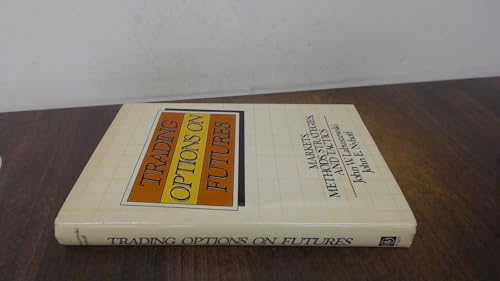 TRADING
OPTIONS ON
FUTURES
MARKETS,
METHODS, STRATEGIES,
AND TACTICS
John W. Labuszewski
John E. Nyhoff
TRADING OPTIONS ON FUTURES